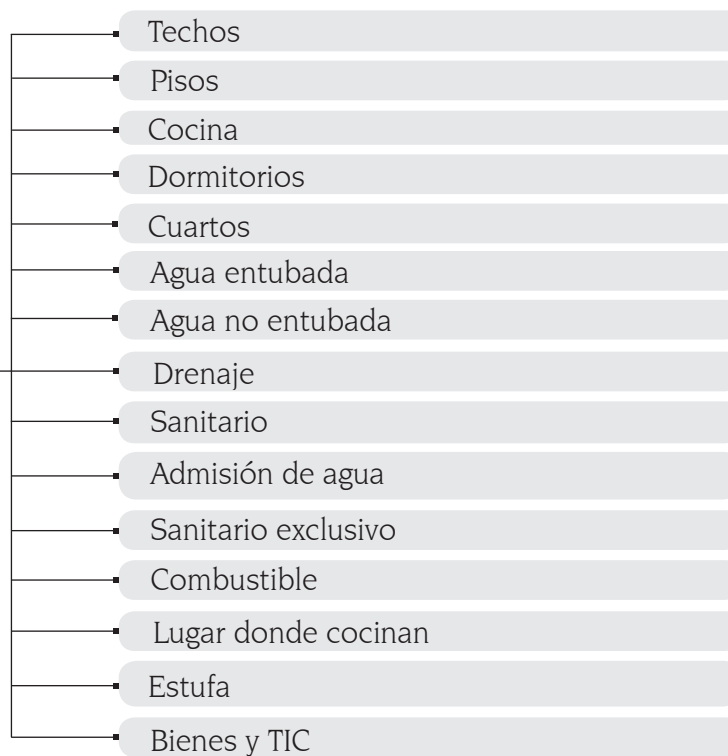 Techos
Pisos
Cocina
Dormitorios
Cuartos
Agua entubada
Agua no entubada
Drenaje
Sanitario
Admisión de agua
Sanitario exclusivo
Combustible
Lugar donde cocinan
Estufa
Bienes y TIC